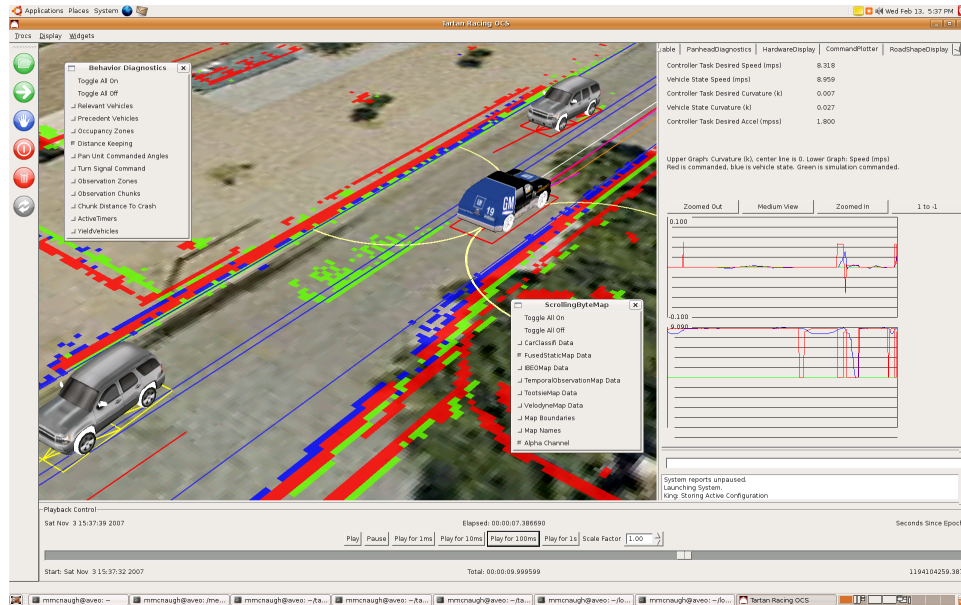 Applications Places System
Wed Feb 13, 5:37 PM
Tartan Racing OCS
Trocs Display Widgets
Behavior Diagnostics
Toggle All On
Toggle All Off
Relevant Vehicles
Precedent Vehicles
Occupancy Zones
Distance Keeping
Pan Unit Commanded Angles
Turn Signal Command
Observation Zones
Observation Chunks
Chunk Distance To Crash
ActiveTimers
YieldVehicles
GM
19
ScrollingByteMap
Toggle All On
Toggle All Off
CarClassifi Data
FusedStaticMap Data
IBEOMap Data
TemporalObservationMap Data
TootsieMap Data
VelodyneMap Data
Map Boundaries
Map Names
Alpha Channel
able PanheadDiagnostics HardwareDisplay CommandPlotter RoadShapeDisplay
Controller Task Desired Speed (mps) 8.318
Vehicle State Speed (mps) 8.959
Controller Task Desired Curvature (k) 0.007
Vehicle State Curvature (k) 0.027
Controller Task Desired Accel (mpss) 1.800
Upper Graph: Curvature (k), center line is 0. Lower Graph: Speed (mps)
Red is commanded, blue is vehicle state. Green is simulation commanded.
Zoomed Out Medium View Zoomed In 1 to -1
0.100
-0.100
9.090
System reports unpaused.
Launching System.
King: Storing Active Configuration
Playback Control
Sat Nov 3 15:37:39 2007 Elapsed: 00:00:07.386690 Seconds Since Epoch
Play Pause Play for 1ms Play for 10ms Play for 100ms Play for 1s Scale Factor 1.00
Start: Sat Nov 3 15:37:32 2007 Total: 00:00:09.999599 1194104259.387
mmcnaugh@aveo: ~ mmcnaugh@aveo: /me... mmcnaugh@aveo: ~/ta... mmcnaugh@aveo: ~/ta... mmcnaugh@aveo: ~/ta... mmcnaugh@aveo: ~/lo... mmcnaugh@aveo: ~/lo... Tartan Racing OCS